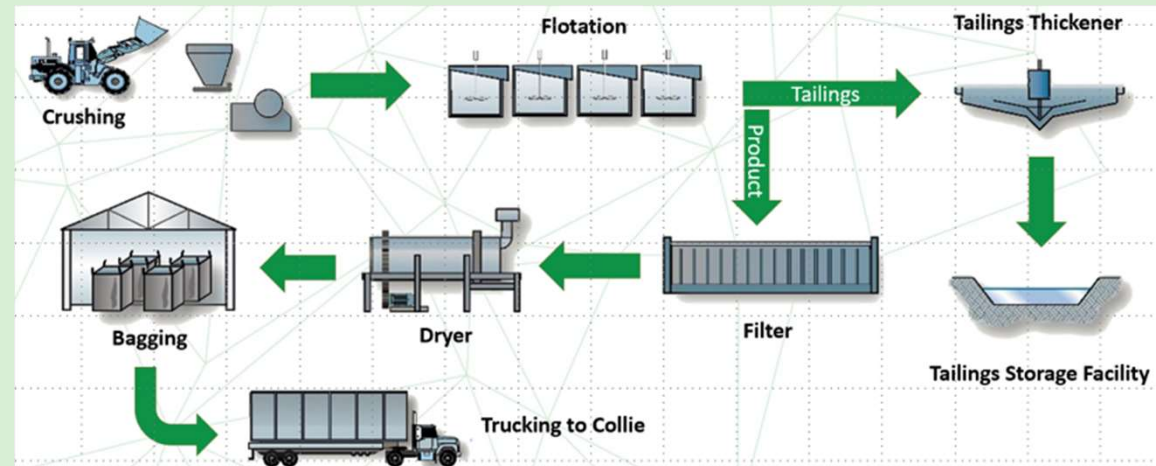 Flotation
Tailings Thickener
Crushing
Tailings
Product
Bagging
Dryer
Filter
Tailings Storage Facility
Trucking to Collie